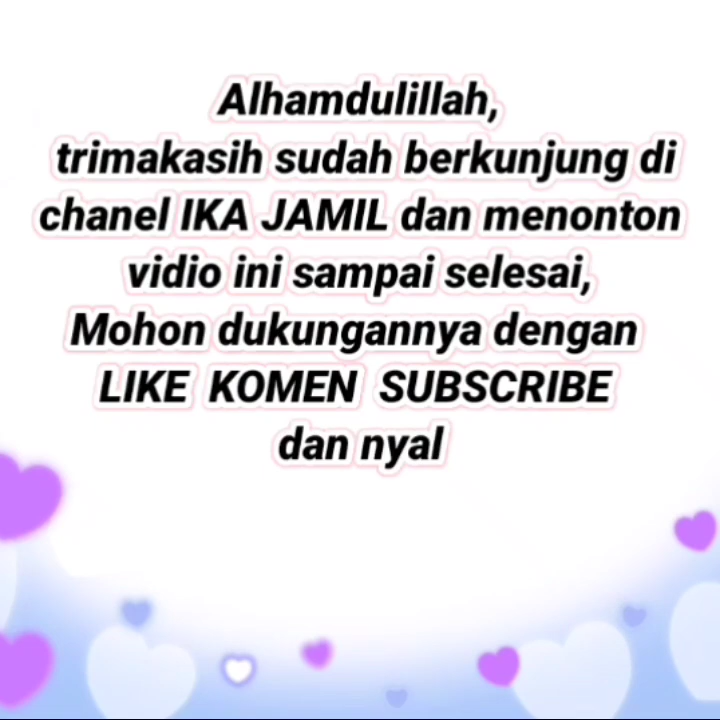 Alhamdulillah,
trimakasih sudah berkunjung di
chanel IKA JAMIL dan menonton
vidio ini sampai selesai,
Mohon dukungannya dengan
LIKE KOMEN SUBSCRIBE
dan nyal